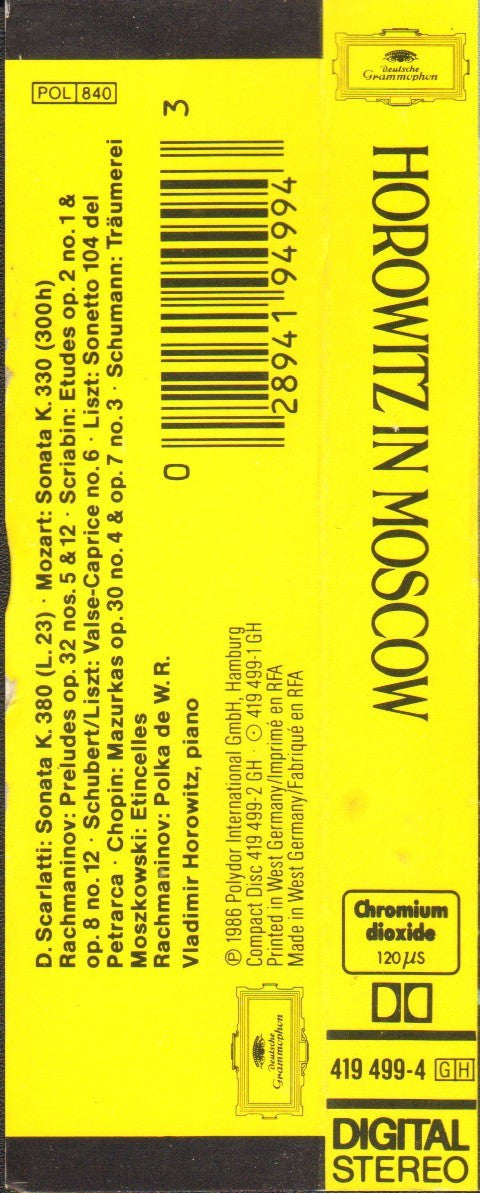 POL 840
D. Scarlatti: Sonata K. 380 (L. 23) · Mozart: Sonata K. 330 (300h)
Rachmaninov: Preludes op. 32 nos. 5 & 12 · Scriabin: Etudes op. 2 no. 1 &
op. 8 no. 12 · Schubert/Liszt: Valse-Caprice no. 6 · Liszt: Sonetto 104 del
Petrarca · Chopin: Mazurkas op. 30 no. 4 & op. 7 no. 3 · Schumann: Träumerei
Moszkowski: Etincelles
Rachmaninov: Polka de W. R.
Vladimir Horowitz, piano
0 28941 94994 3
℗ 1986 Polydor International GmbH, Hamburg
Compact Disc 419 499-2 GH · 419 499-1 GH
Printed in West Germany/Imprimé en RFA
Made in West Germany/Fabriqué en RFA
Deutsche
Grammophon
Deutsche
Grammophon
HOROWITZ IN MOSCOW
Chromium
dioxide
120 µs
419 499-4 GH
DIGITAL
STEREO